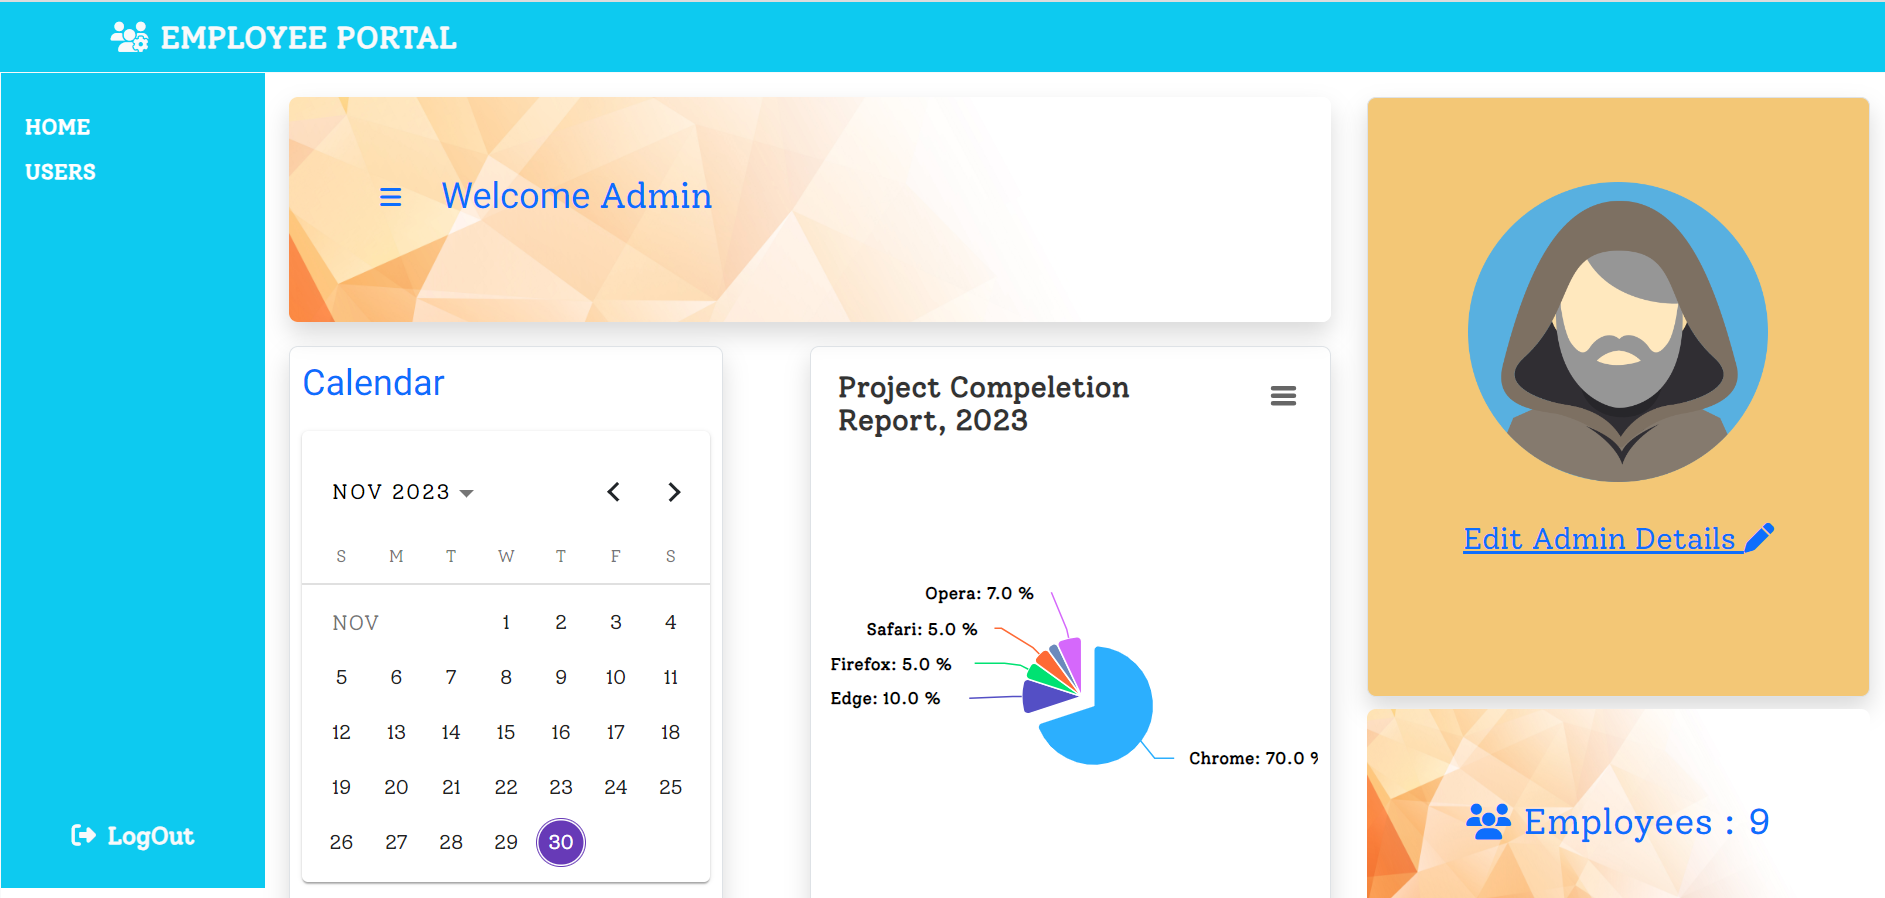 EMPLOYEE PORTAL
HOME
USERS
LogOut
Welcome Admin
Calendar
NOV 2023
S M T W T F S
NOV 1 2 3 4
5 6 7 8 9 10 11
12 13 14 15 16 17 18
19 20 21 22 23 24 25
26 27 28 29 30
Project Compeletion
Report, 2023
Opera: 7.0 %
Safari: 5.0 %
Firefox: 5.0 %
Edge: 10.0 %
Chrome: 70.0 %
Edit Admin Details
Employees : 9